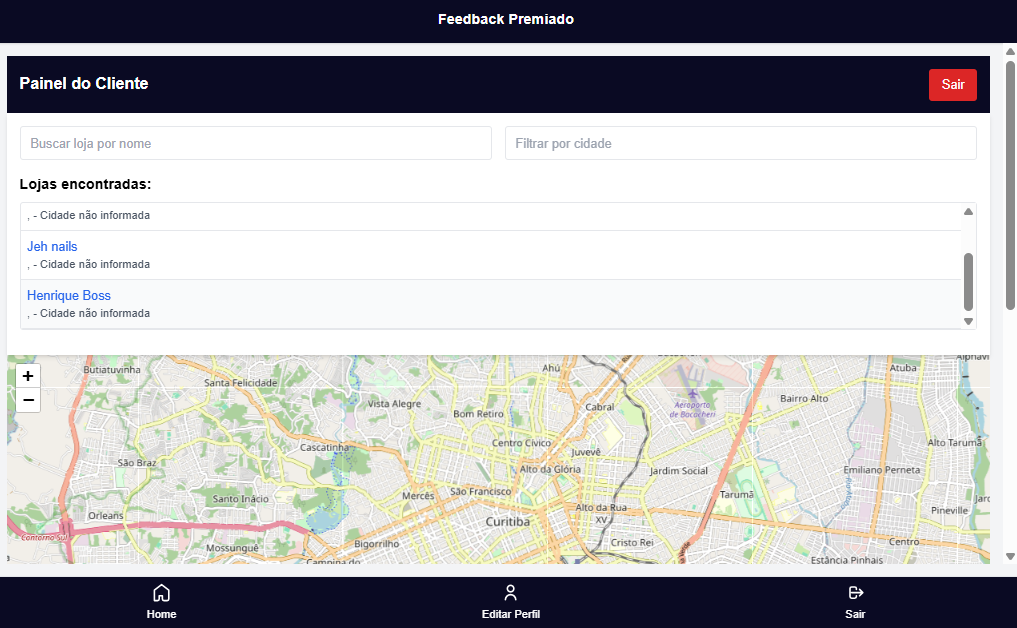 Feedback Premiado
Painel do Cliente
Sair
Buscar loja por nome
Filtrar por cidade
Lojas encontradas:
, - Cidade não informada
Jeh nails
, - Cidade não informada
Henrique Boss
, - Cidade não informada
+
−
Butiatuvinha
Ahú
Atuba
Santa Felicidade
Vista Alegre
Bom Retiro
Cabral
Aeroporto
de Bacacheri
Bairro Alto
Cascatinha
Centro Cívico
Juvevê
Alto Tarumã
São Braz
Alto da Glória
Jardim Social
Emiliano Perneta
Santo Inácio
Mercês
São Francisco
Tarumã
Orleans
Curitiba
Alto da Rua
XV
Pineville
Contorno Sul
Mossunguê
Bigorrilho
Cristo Rei
Centro
Estância Pinhais
Home
Editar Perfil
Sair